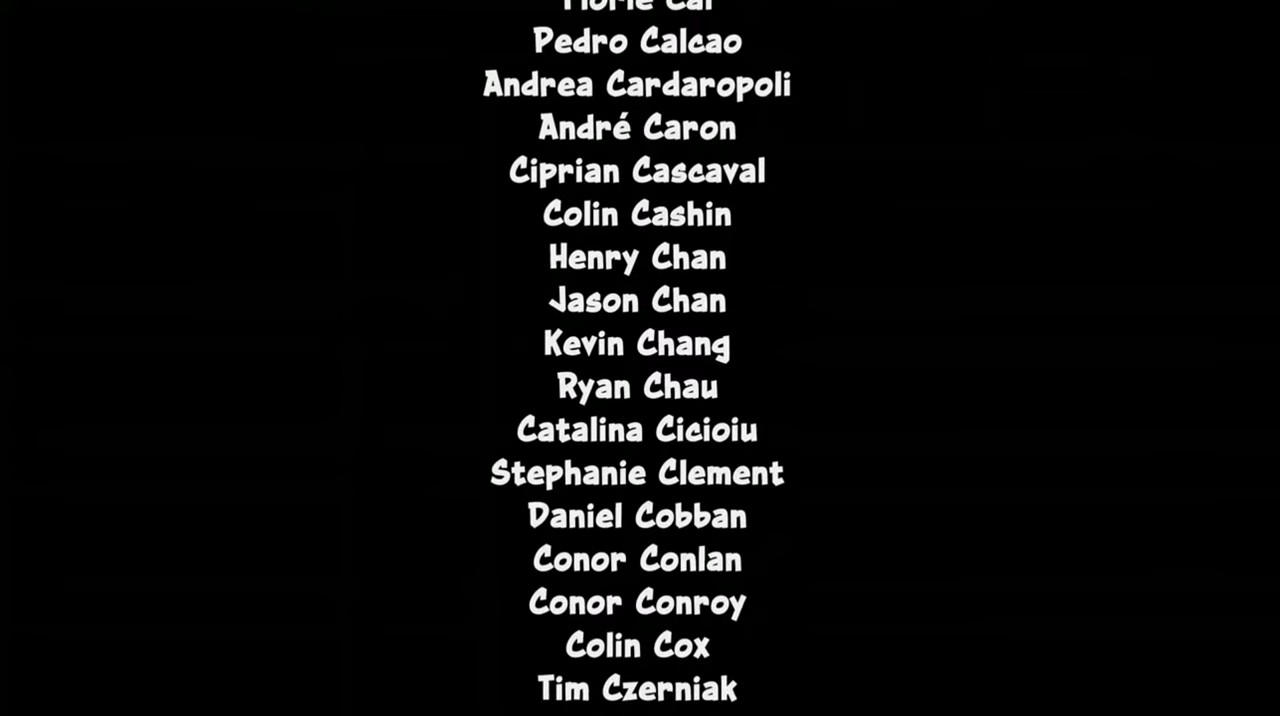 Pedro Calcao
Andrea Cardaropoli
André Caron
Ciprian Cascaval
Colin Cashin
Henry Chan
Jason Chan
Kevin Chang
Ryan Chau
Catalina Cicioiu
Stephanie Clement
Daniel Cobban
Conor Conlan
Conor Conroy
Colin Cox
Tim Czerniak